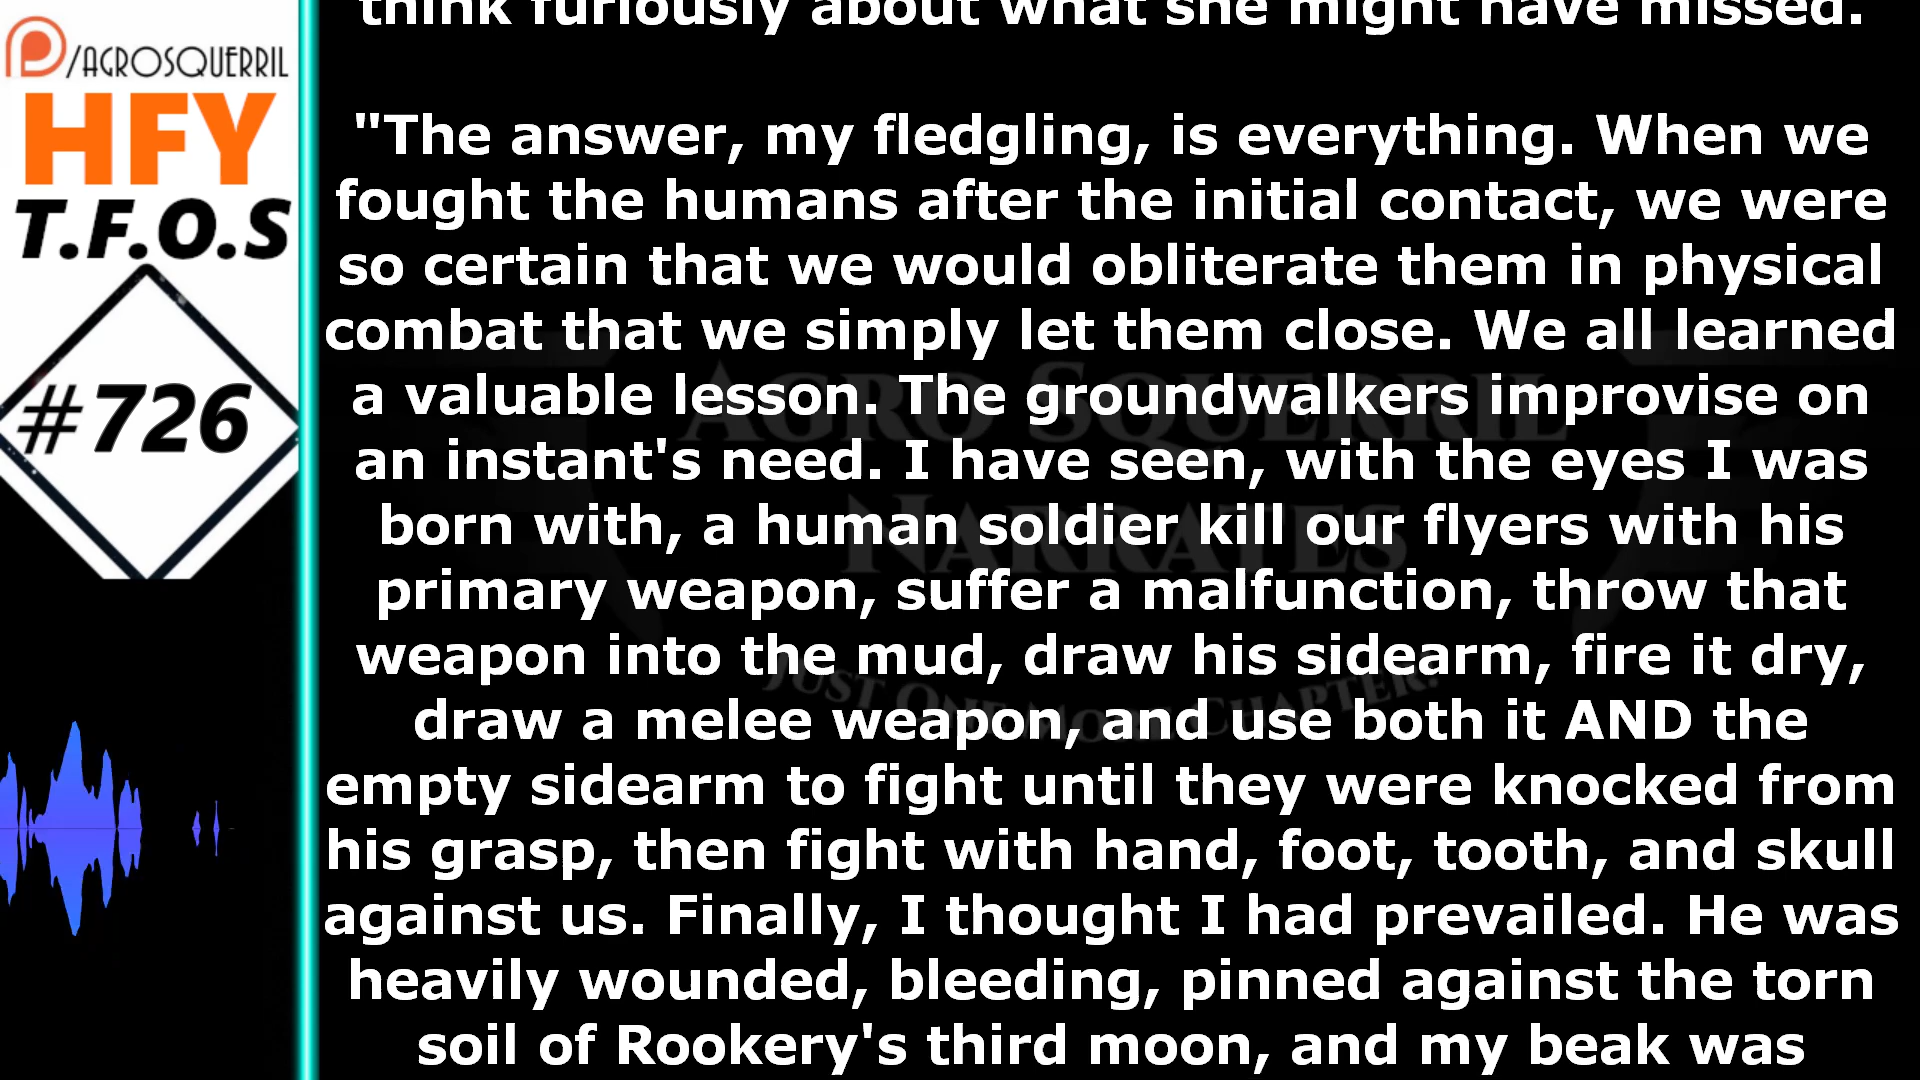 /AGROSQUERRIL
HFY
T.F.O.S
#726
think furiously about what she might have missed.
"The answer, my fledgling, is everything. When we
fought the humans after the initial contact, we were
so certain that we would obliterate them in physical
combat that we simply let them close. We all learned
a valuable lesson. The groundwalkers improvise on
an instant's need. I have seen, with the eyes I was
born with, a human soldier kill our flyers with his
primary weapon, suffer a malfunction, throw that
weapon into the mud, draw his sidearm, fire it dry,
draw a melee weapon, and use both it AND the
empty sidearm to fight until they were knocked from
his grasp, then fight with hand, foot, tooth, and skull
against us. Finally, I thought I had prevailed. He was
heavily wounded, bleeding, pinned against the torn
soil of Rookery's third moon, and my beak was
Agro Squerril
Narrates
Just One More Chapter.